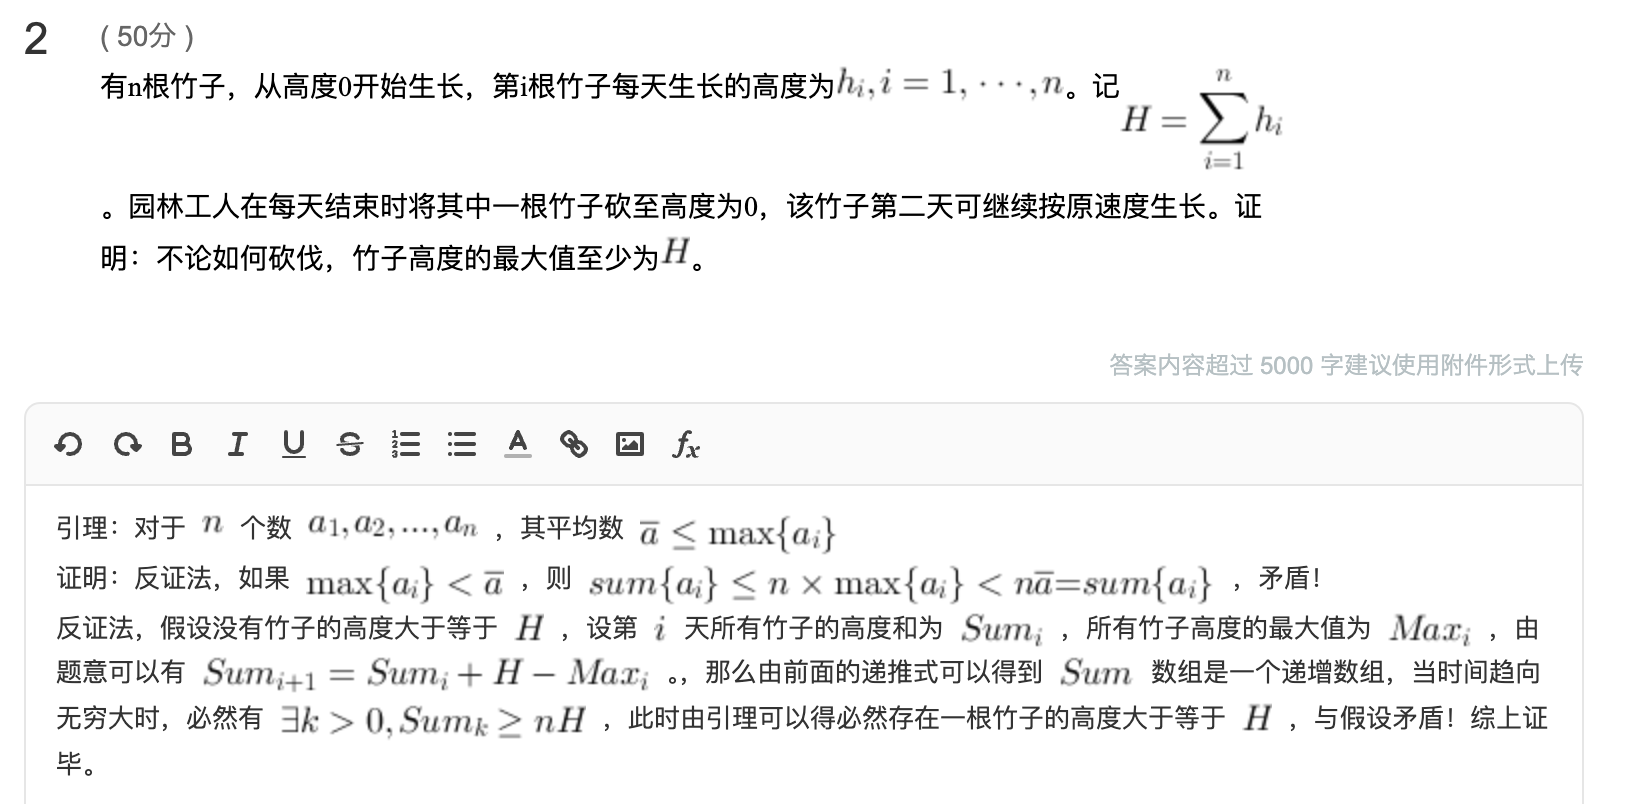 2 ( 50分 )
有n根竹子，从高度0开始生长，第i根竹子每天生长的高度为$h_i, i = 1, \cdots, n$。记 $H = \sum_{i=1}^{n} h_i$
。园林工人在每天结束时将其中一根竹子砍至高度为0，该竹子第二天可继续按原速度生长。证
明：不论如何砍伐，竹子高度的最大值至少为$H$。
答案内容超过 5000 字建议使用附件形式上传
B I U S A fx
引理：对于 $n$ 个数 $a_1, a_2, ..., a_n$ ，其平均数 $\overline{a} \leq \max\{a_i\}$
证明：反证法，如果 $\max\{a_i\} < \overline{a}$ ，则 $sum\{a_i\} \leq n \times \max\{a_i\} < n\overline{a} = sum\{a_i\}$ ，矛盾！
反证法，假设没有竹子的高度大于等于 $H$ ，设第 $i$ 天所有竹子的高度和为 $Sum_i$ ，所有竹子高度的最大值为 $Max_i$ ，由
题意可以有 $Sum_{i+1} = Sum_i + H - Max_i$ 。，那么由前面的递推式可以得到 $Sum$ 数组是一个递增数组，当时间趋向
无穷大时，必然有 $\exists k > 0, Sum_k \geq nH$ ，此时由引理可以得必然存在一根竹子的高度大于等于 $H$ ，与假设矛盾！综上证
毕。